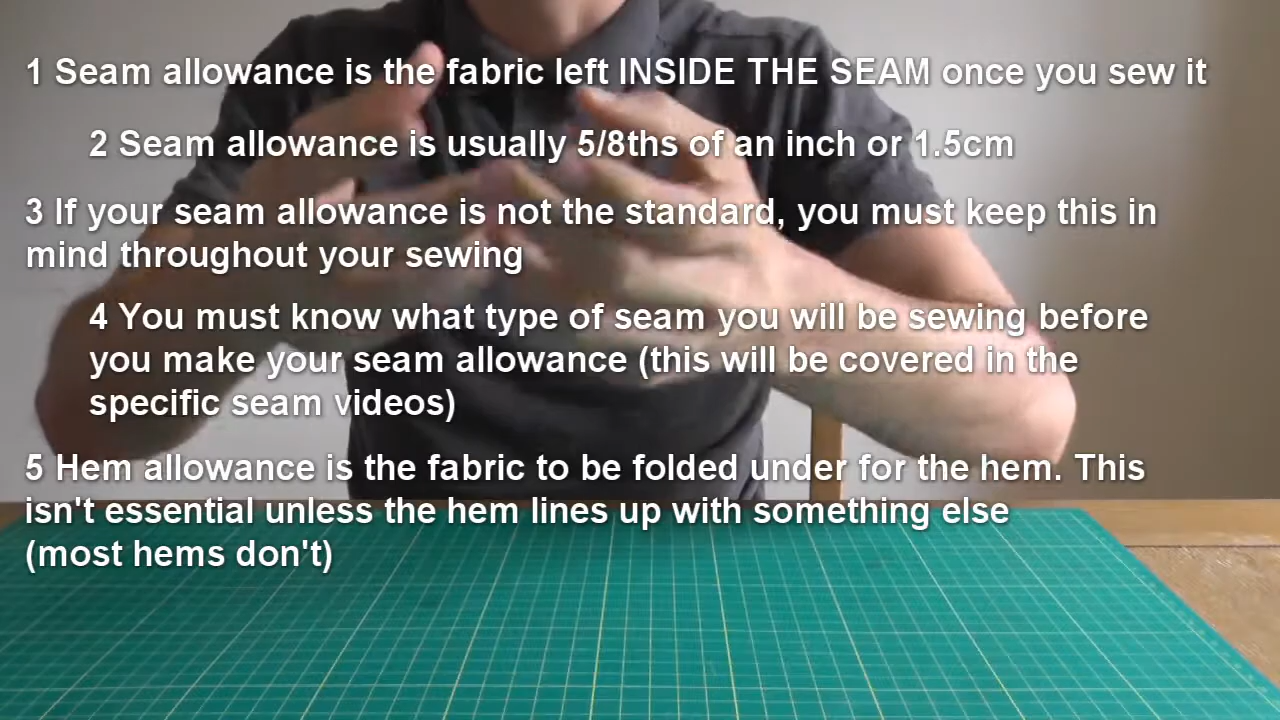 1 Seam allowance is the fabric left INSIDE THE SEAM once you sew it
2 Seam allowance is usually 5/8ths of an inch or 1.5cm
3 If your seam allowance is not the standard, you must keep this in
mind throughout your sewing
4 You must know what type of seam you will be sewing before
you make your seam allowance (this will be covered in the
specific seam videos)
5 Hem allowance is the fabric to be folded under for the hem. This
isn't essential unless the hem lines up with something else
(most hems don't)